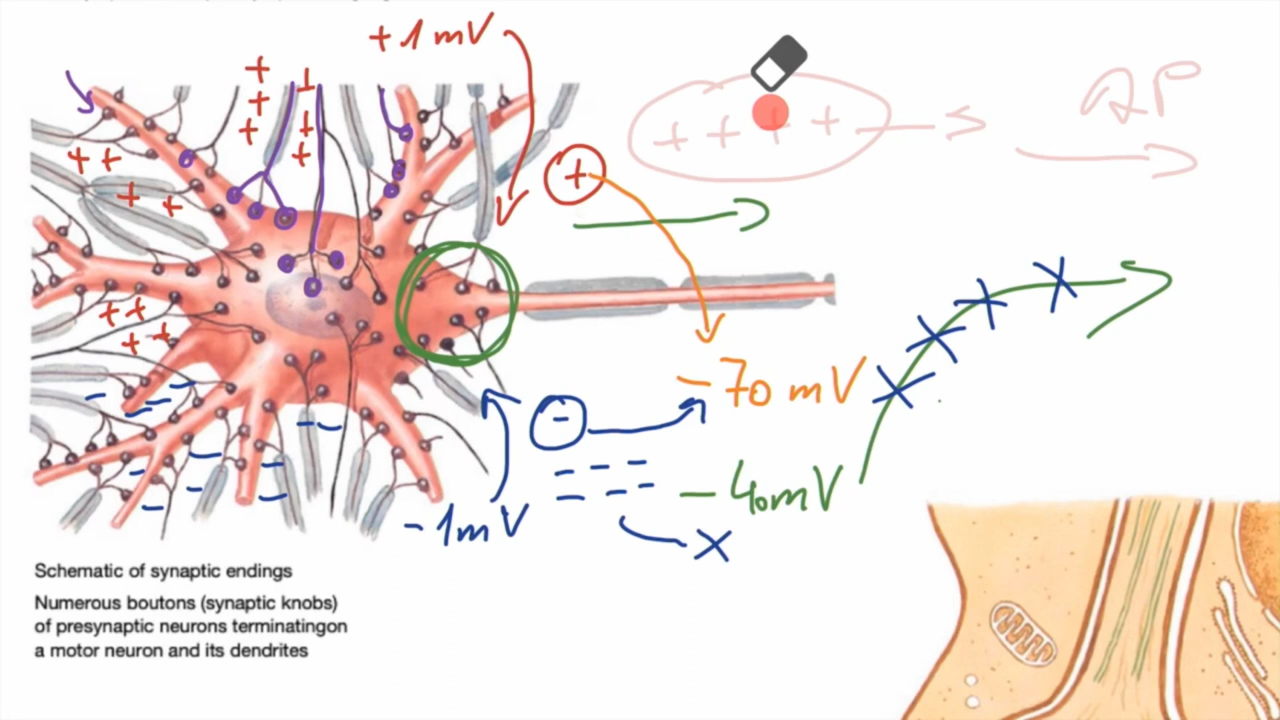 +1 mV
+ + + +
AP
-70 mV
-40mV
-1mV
Schematic of synaptic endings
Numerous boutons (synaptic knobs)
of presynaptic neurons terminatingon
a motor neuron and its dendrites